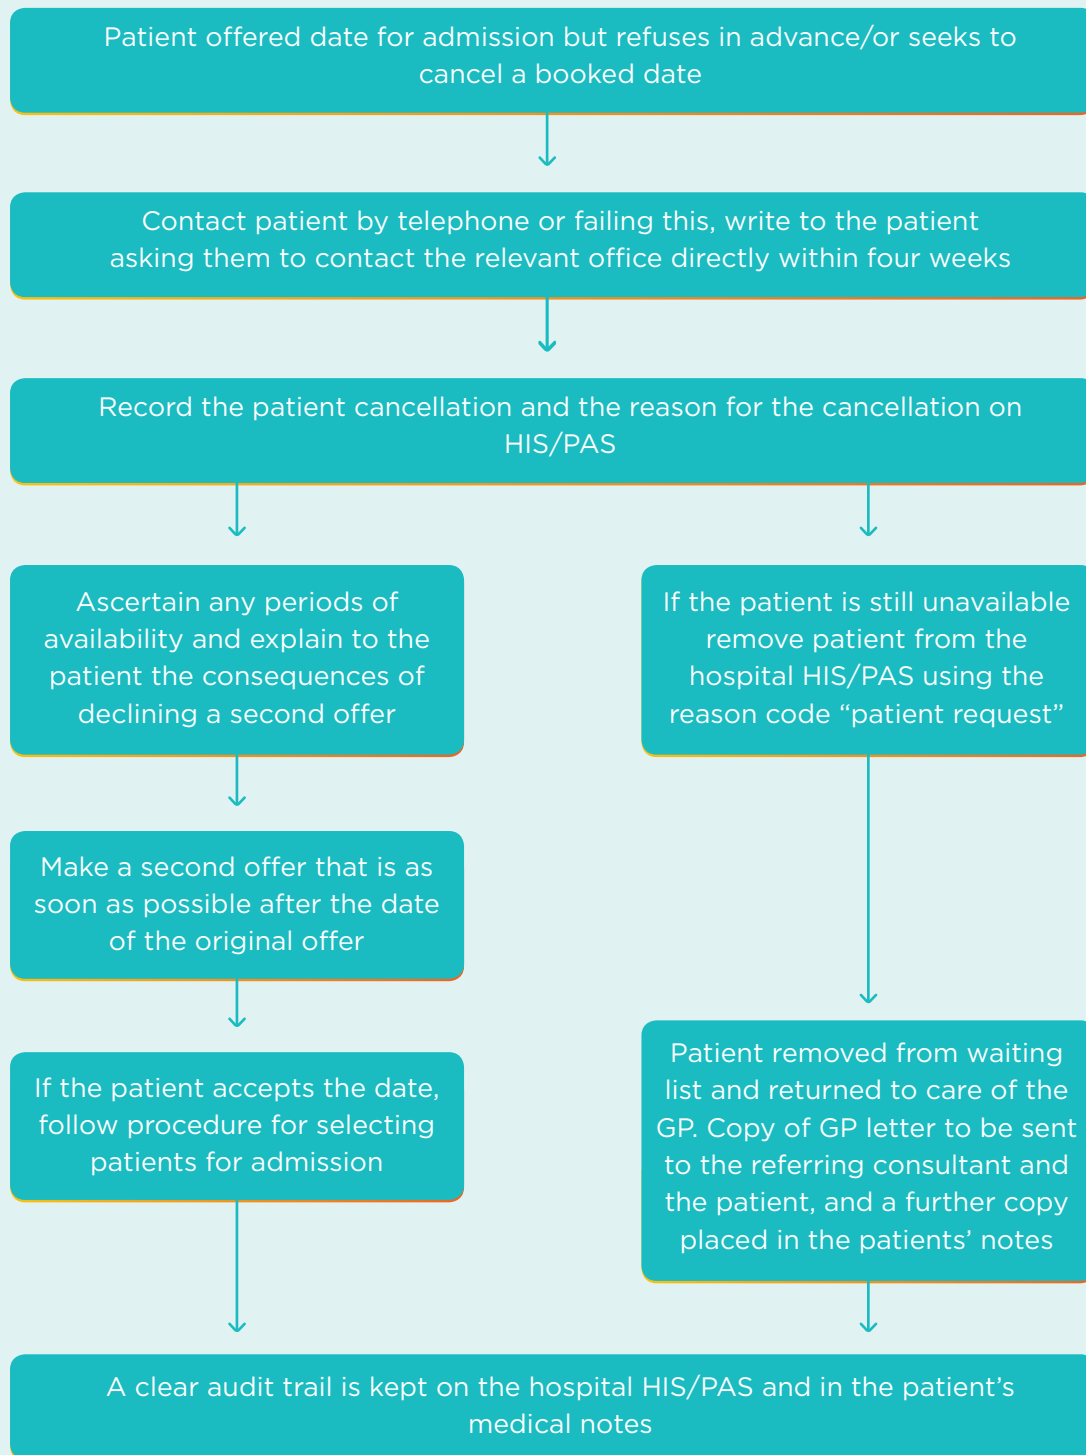 Patient offered date for admission but refuses in advance/or seeks to
cancel a booked date
Contact patient by telephone or failing this, write to the patient
asking them to contact the relevant office directly within four weeks
Record the patient cancellation and the reason for the cancellation on
HIS/PAS
Ascertain any periods of
availability and explain to the
patient the consequences of
declining a second offer
Make a second offer that is as
soon as possible after the date
of the original offer
If the patient accepts the date,
follow procedure for selecting
patients for admission
If the patient is still unavailable
remove patient from the
hospital HIS/PAS using the
reason code “patient request”
Patient removed from waiting
list and returned to care of the
GP. Copy of GP letter to be sent
to the referring consultant and
the patient, and a further copy
placed in the patients’ notes
A clear audit trail is kept on the hospital HIS/PAS and in the patient’s
medical notes